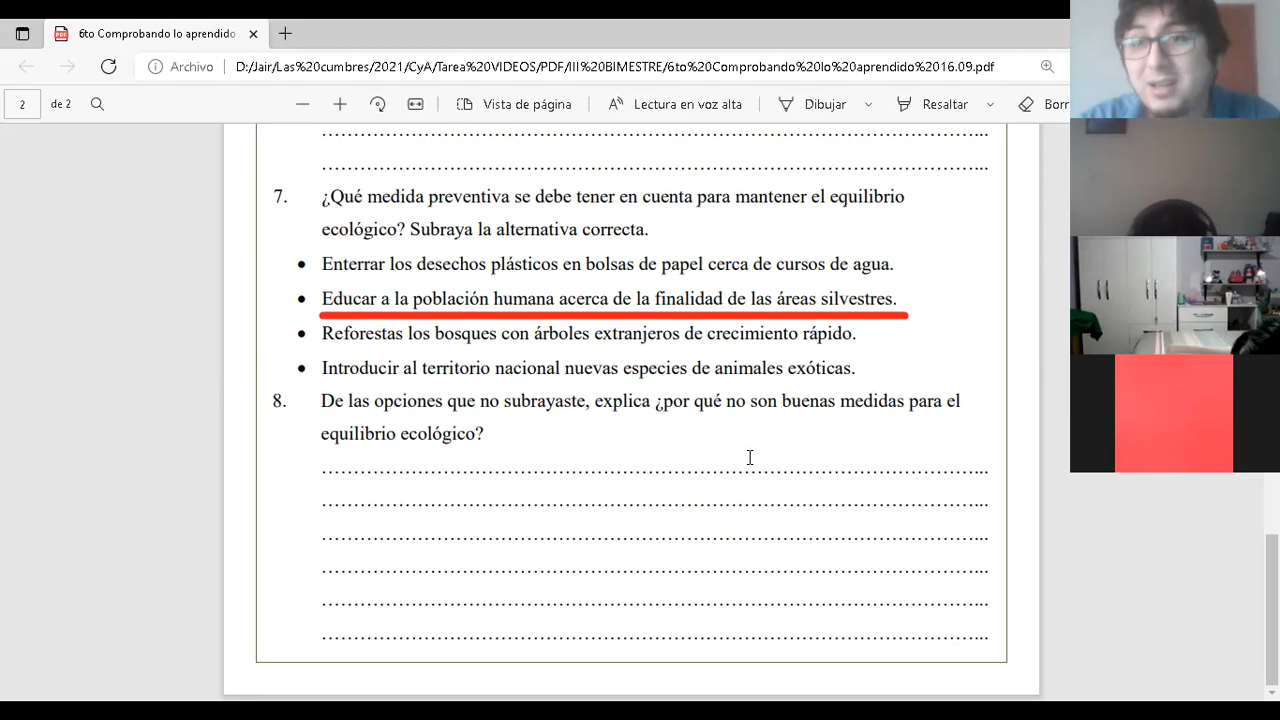 6to Comprobando lo aprendido
Archivo D:/Jair/Las%20cumbres/2021/CyA/Tarea%20VIDEOS/PDF/III%20BIMESTRE/6to%20Comprobando%20lo%20aprendido%2016.09.pdf
2 de 2 Vista de página Lectura en voz alta Dibujar Resaltar Borr
7. ¿Qué medida preventiva se debe tener en cuenta para mantener el equilibrio
ecológico? Subraya la alternativa correcta.
• Enterrar los desechos plásticos en bolsas de papel cerca de cursos de agua.
• Educar a la población humana acerca de la finalidad de las áreas silvestres.
• Reforestas los bosques con árboles extranjeros de crecimiento rápido.
• Introducir al territorio nacional nuevas especies de animales exóticas.
8. De las opciones que no subrayaste, explica ¿por qué no son buenas medidas para el
equilibrio ecológico?